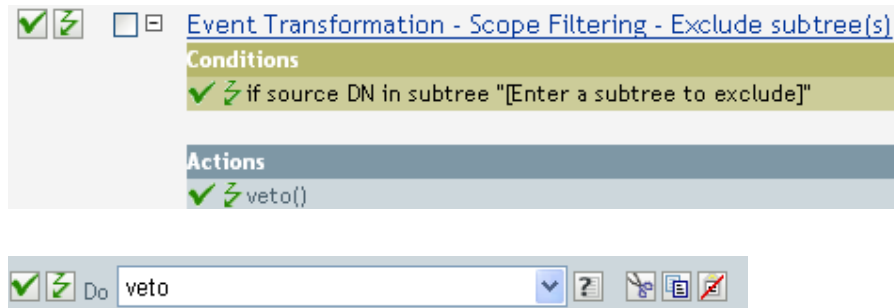 Event Transformation - Scope Filtering - Exclude subtree(s)
Conditions
if source DN in subtree "[Enter a subtree to exclude]"
Actions
veto()
Do veto